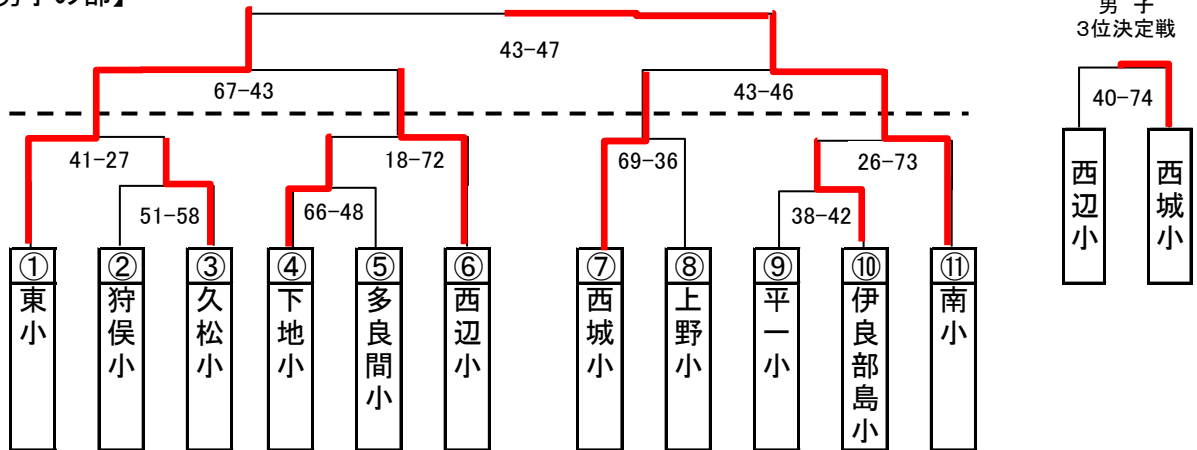 男子の部】
男 子
3位決定戦
43-47
67-43
43-46
40-74
41-27
18-72
69-36
26-73
51-58
66-48
38-42
西辺小
西城小
① 東小
② 狩俣小
③ 久松小
④ 下地小
⑤ 多良間小
⑥ 西辺小
⑦ 西城小
⑧ 上野小
⑨ 平一小
⑩ 伊良部島小
⑪ 南小